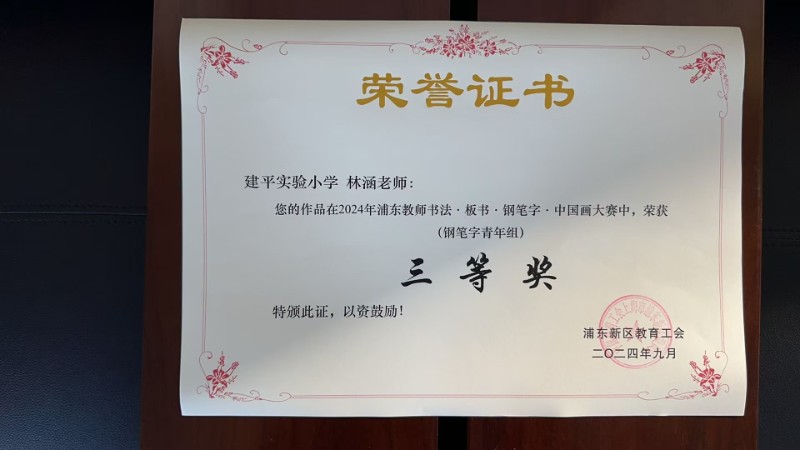 荣誉证书
建平实验小学 林涵老师：
您的作品在2024年浦东教师书法·板书·钢笔字·中国画大赛中，荣获
（钢笔字青年组）
三等奖
特颁此证，以资鼓励！
浦东新区教育工会
二〇二四年九月